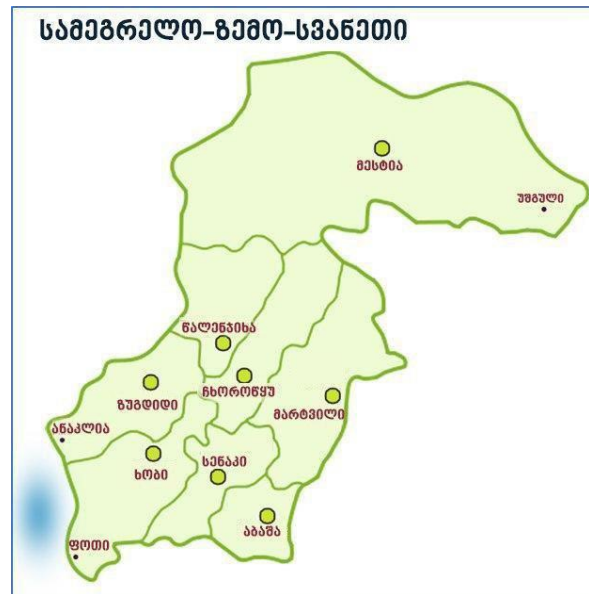 სამეგრელო-ზემო-სვანეთი
მესტია
უშგული
წალენჯიხა
ჩხოროწყუ
ზუგდიდი
მარტვილი
ანაკლია
ხობი
სენაკი
აბაშა
ფოთი